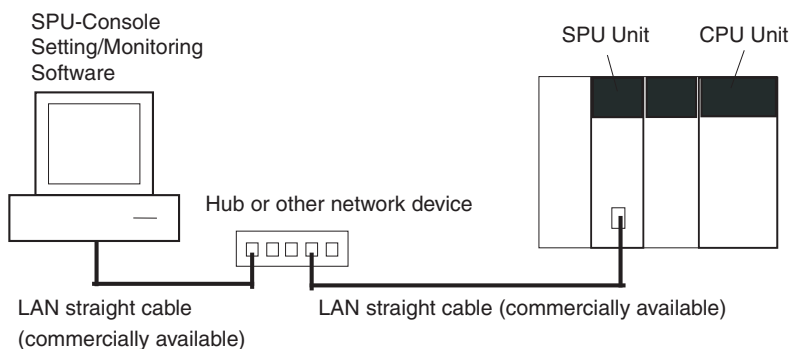 SPU-Console
Setting/Monitoring
Software
SPU Unit
CPU Unit
Hub or other network device
LAN straight cable
(commercially available)
LAN straight cable (commercially available)